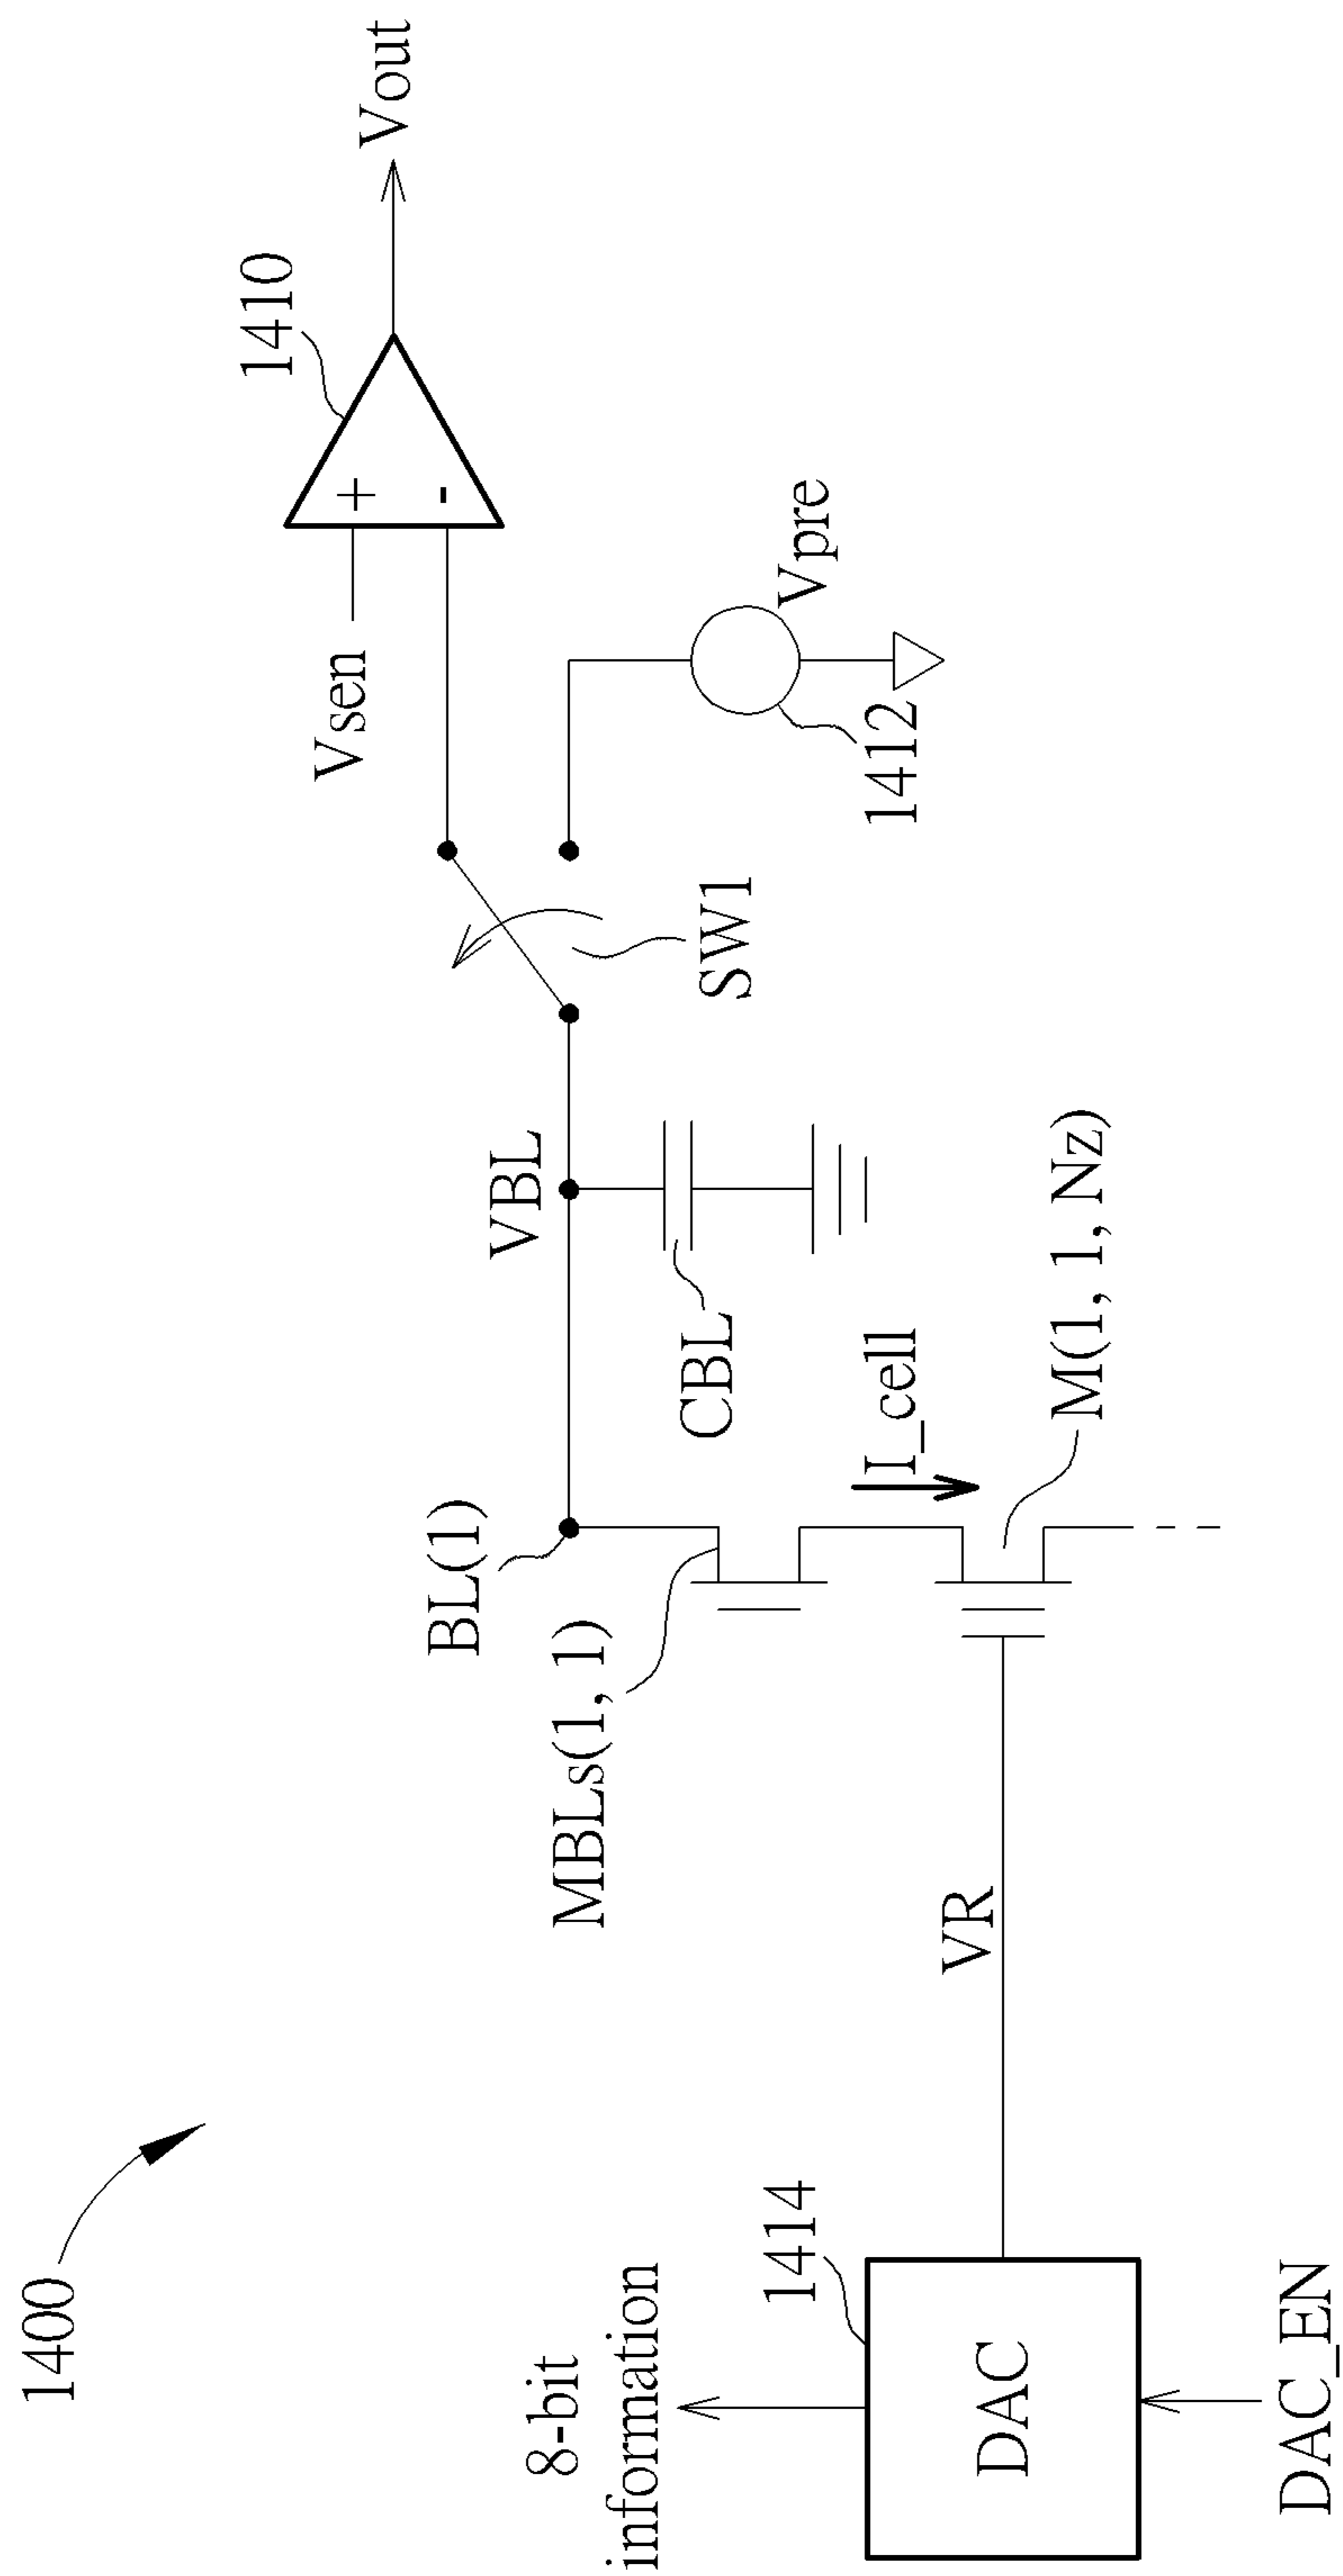 1400
8-bit
information
1414
DAC
DAC_EN
VR
BL(1)
MBLs(1, 1)
I_cell
M(1, 1, Nz)
VBL
CBL
SW1
Vsen
+
-
1410
Vout
Vpre
1412